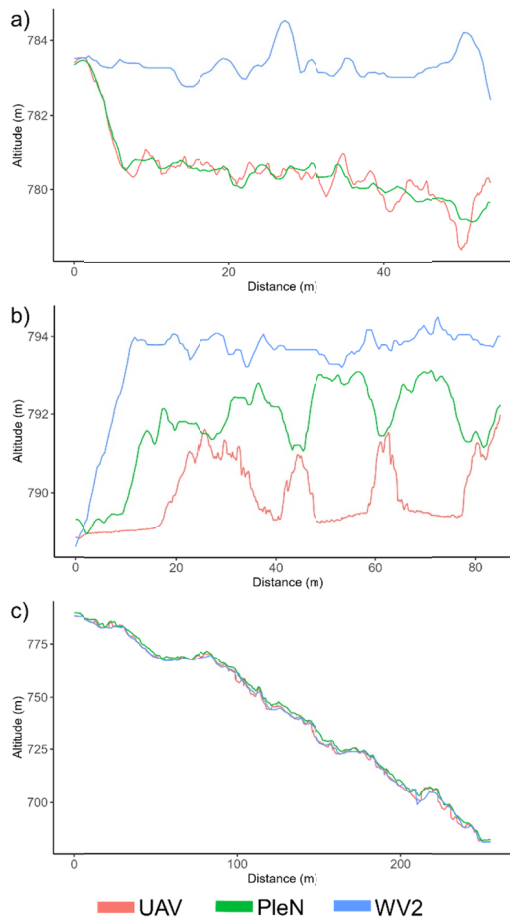 a)
784
782
780
Altitude (m)
0
20
40
Distance (m)
b)
794
792
790
Altitude (m)
0
20
40
60
80
Distance (m)
c)
775
750
725
700
Altitude (m)
0
100
200
Distance (m)
UAV
PleN
WV2